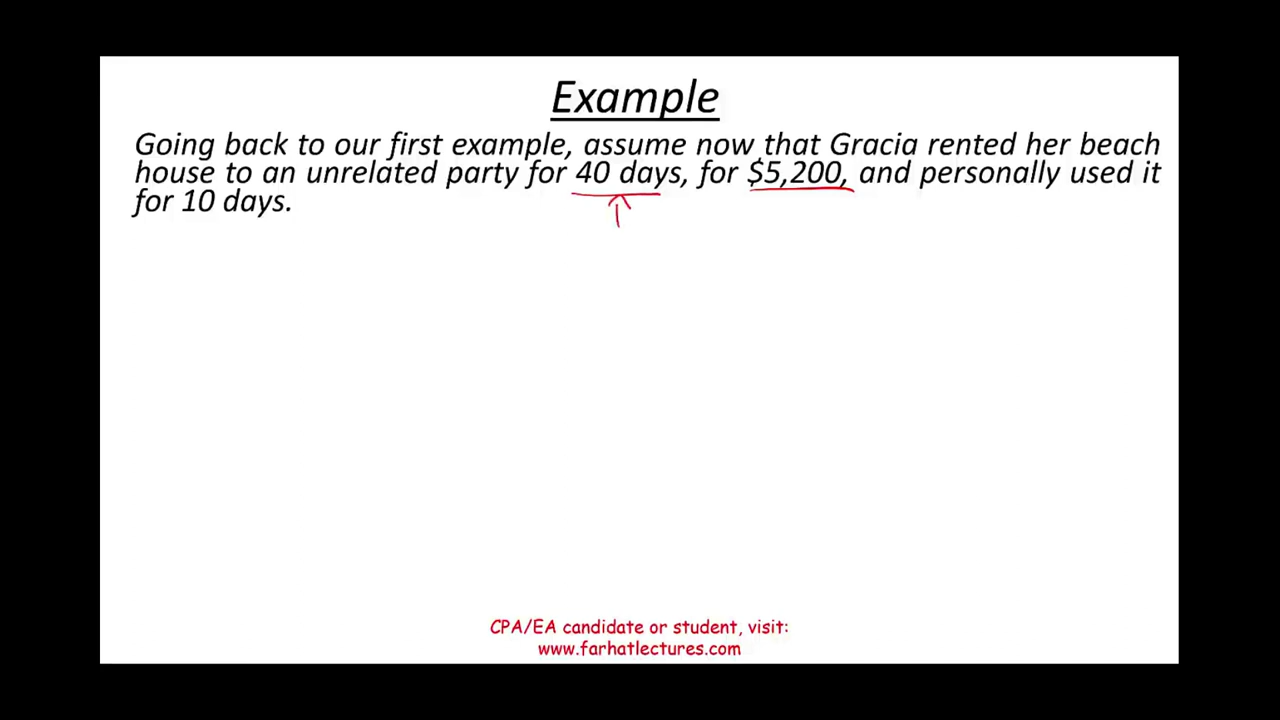 Example
Going back to our first example, assume now that Gracia rented her beach
house to an unrelated party for 40 days, for $5,200, and personally used it
for 10 days.
CPA/EA candidate or student, visit:
www.farhatlectures.com